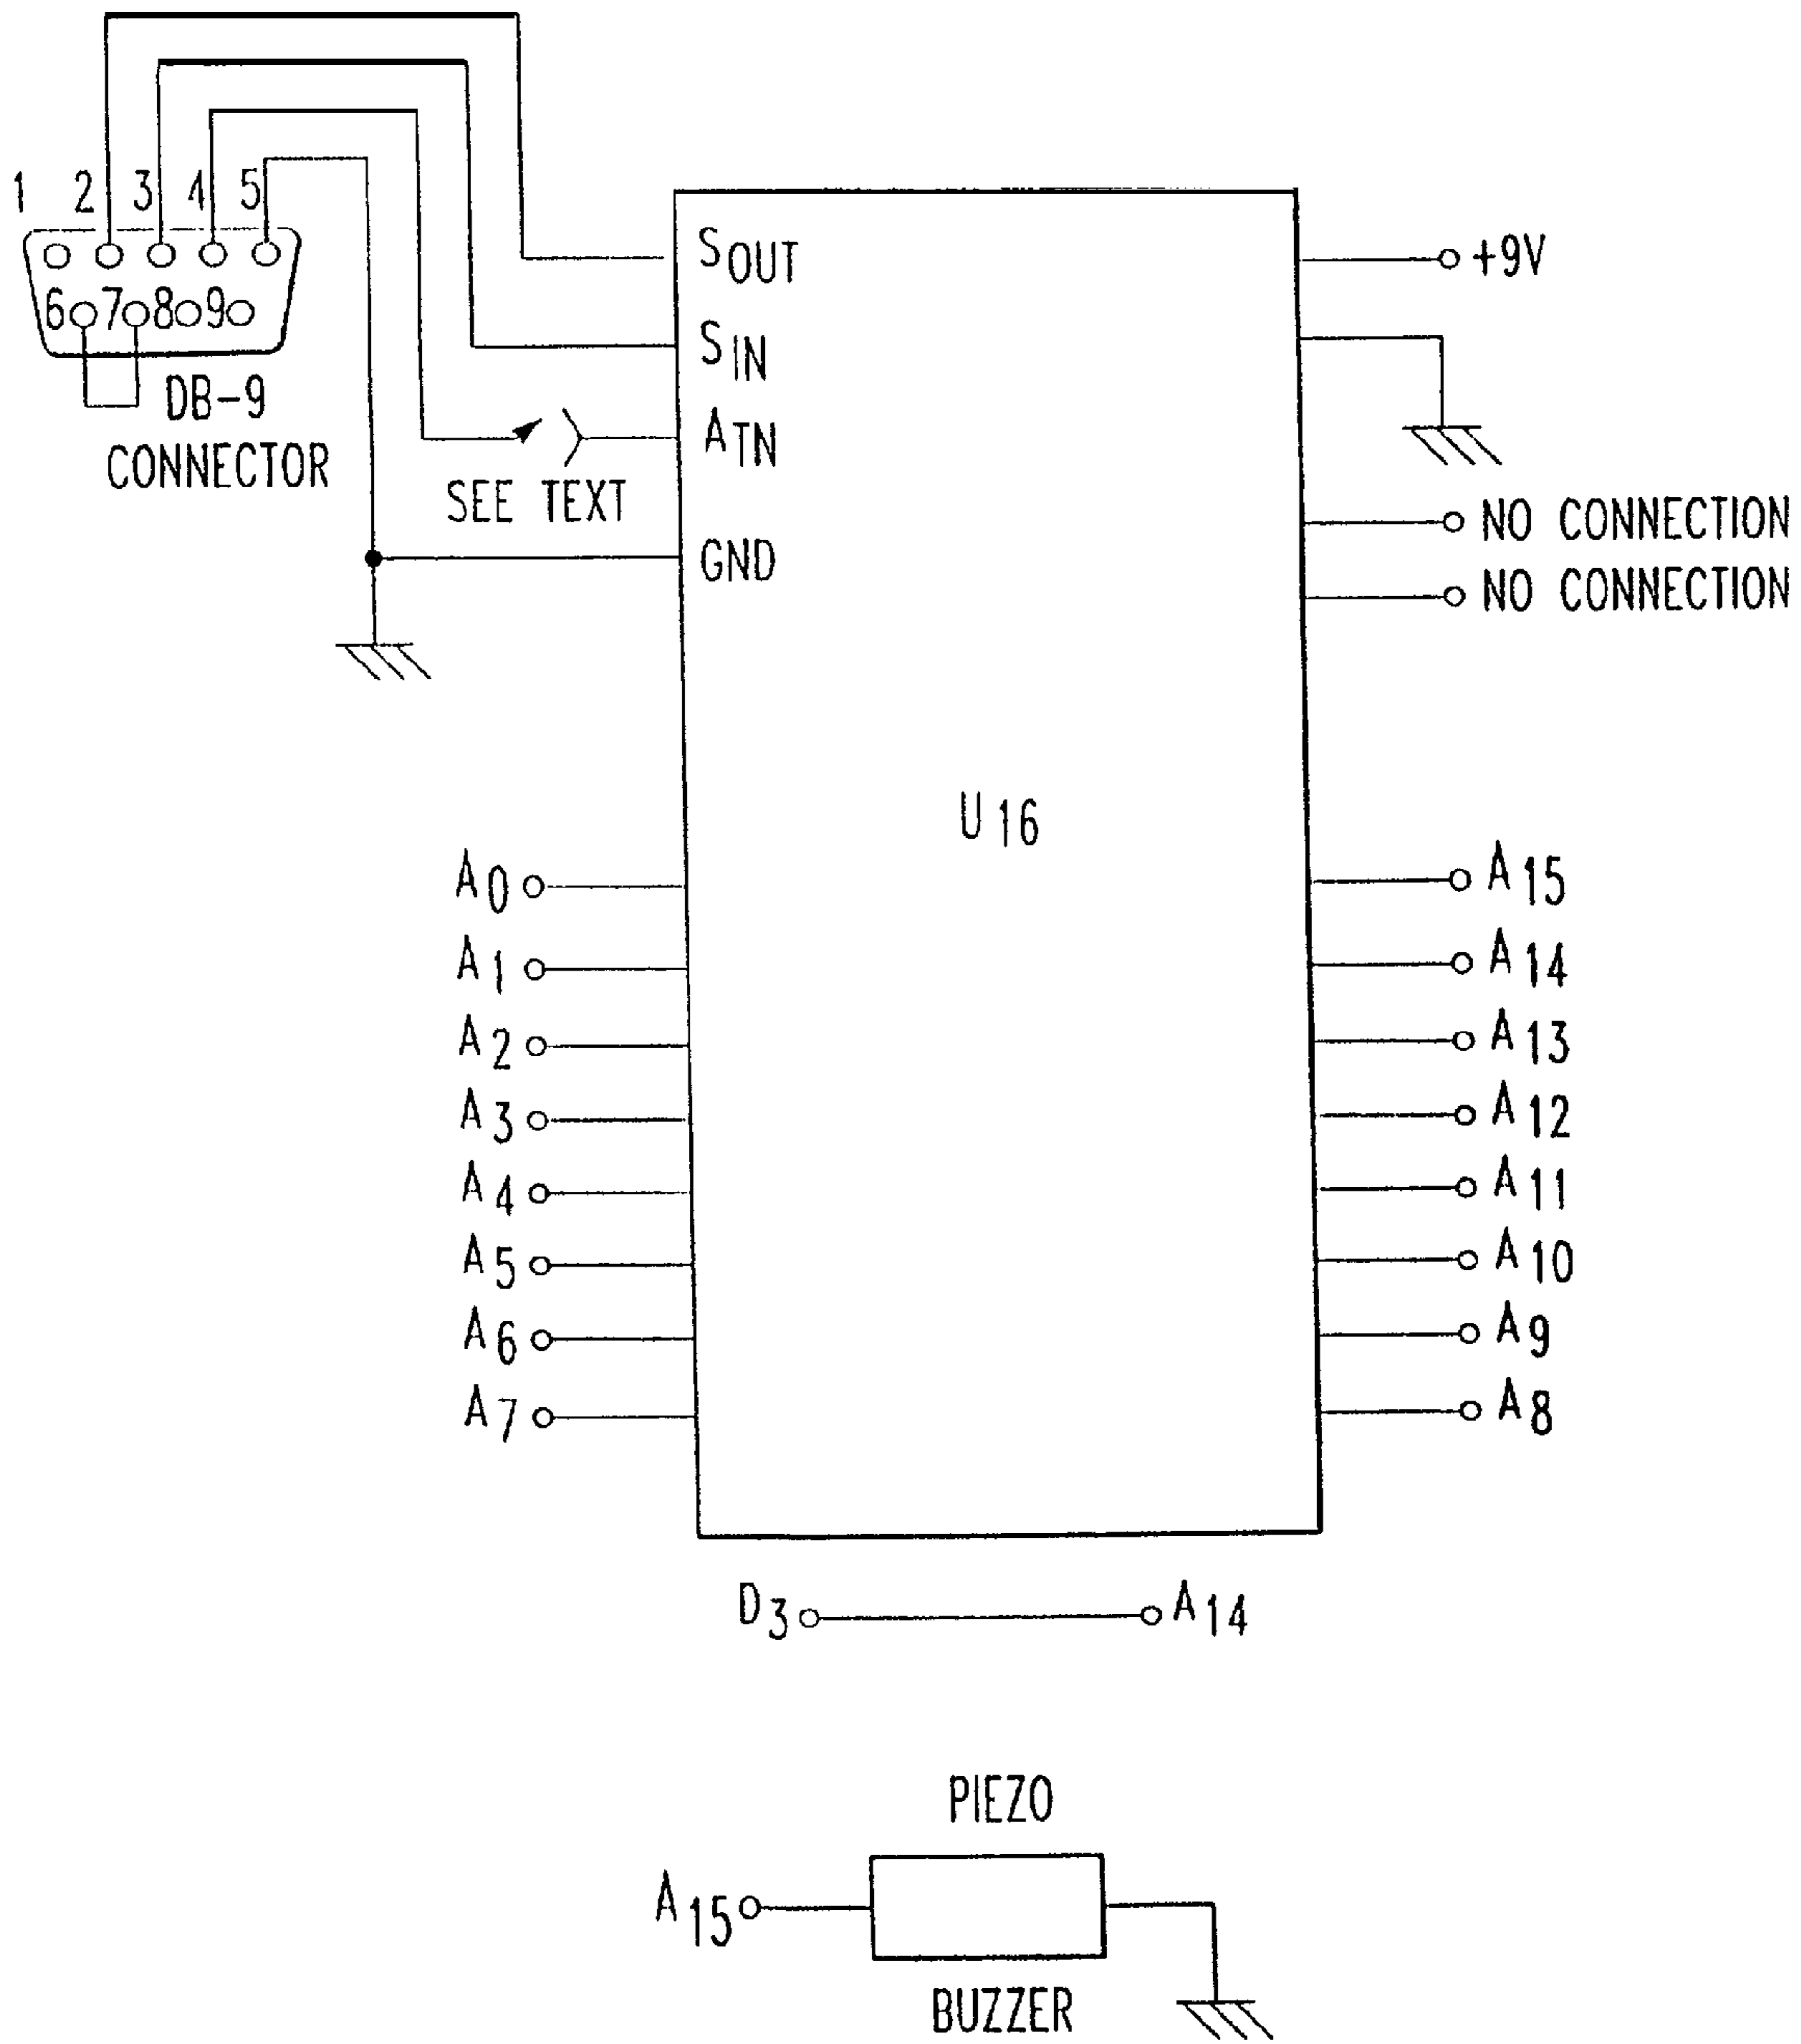 1 2 3 4 5
6 7 8 9
DB-9
CONNECTOR
SOUT
SIN
ATN
SEE TEXT
GND
+9V
NO CONNECTION
NO CONNECTION
U16
A0
A1
A2
A3
A4
A5
A6
A7
A15
A14
A13
A12
A11
A10
A9
A8
D3 A14
PIEZO
A15
BUZZER